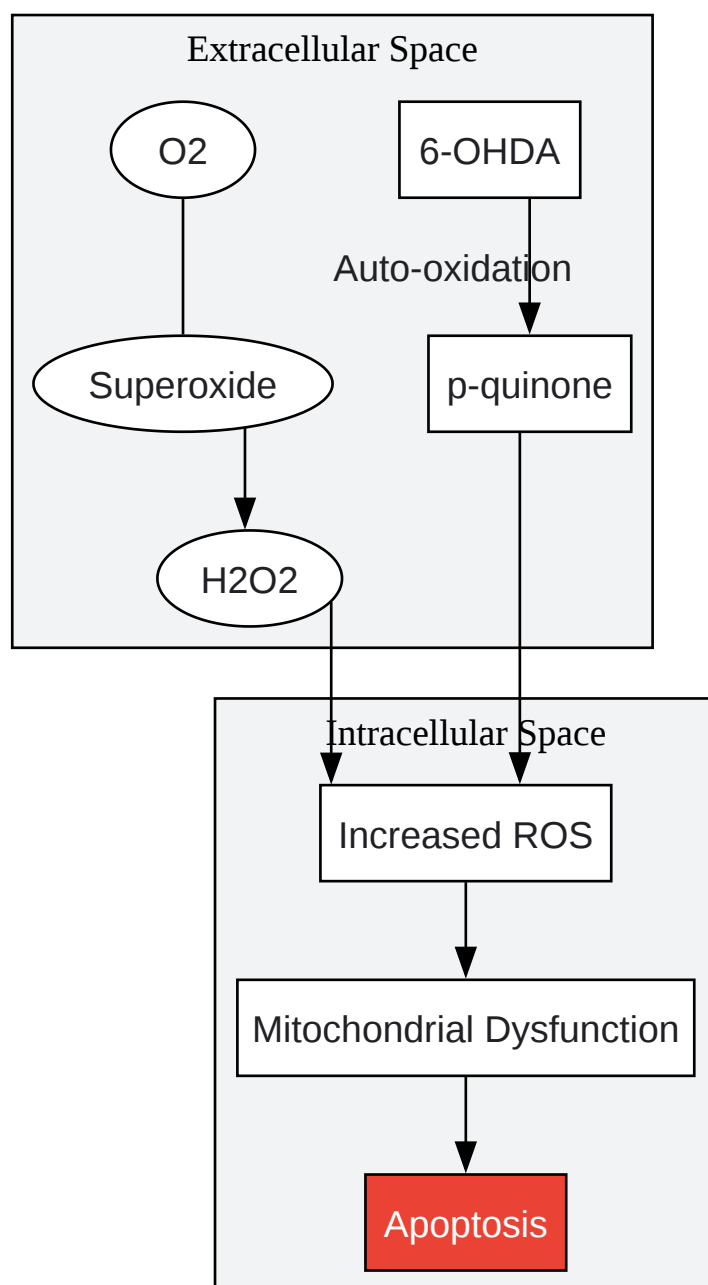 Extracellular Space
O2
6-OHDA
Auto-oxidation
Superoxide
p-quinone
H2O2
Intracellular Space
Increased ROS
Mitochondrial Dysfunction
Apoptosis